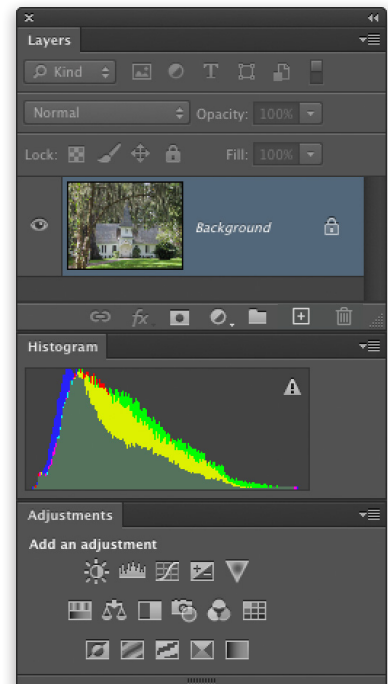 Layers
Kind
Normal
Opacity: 100%
Lock:
Fill: 100%
Background
fx
Histogram
Adjustments
Add an adjustment